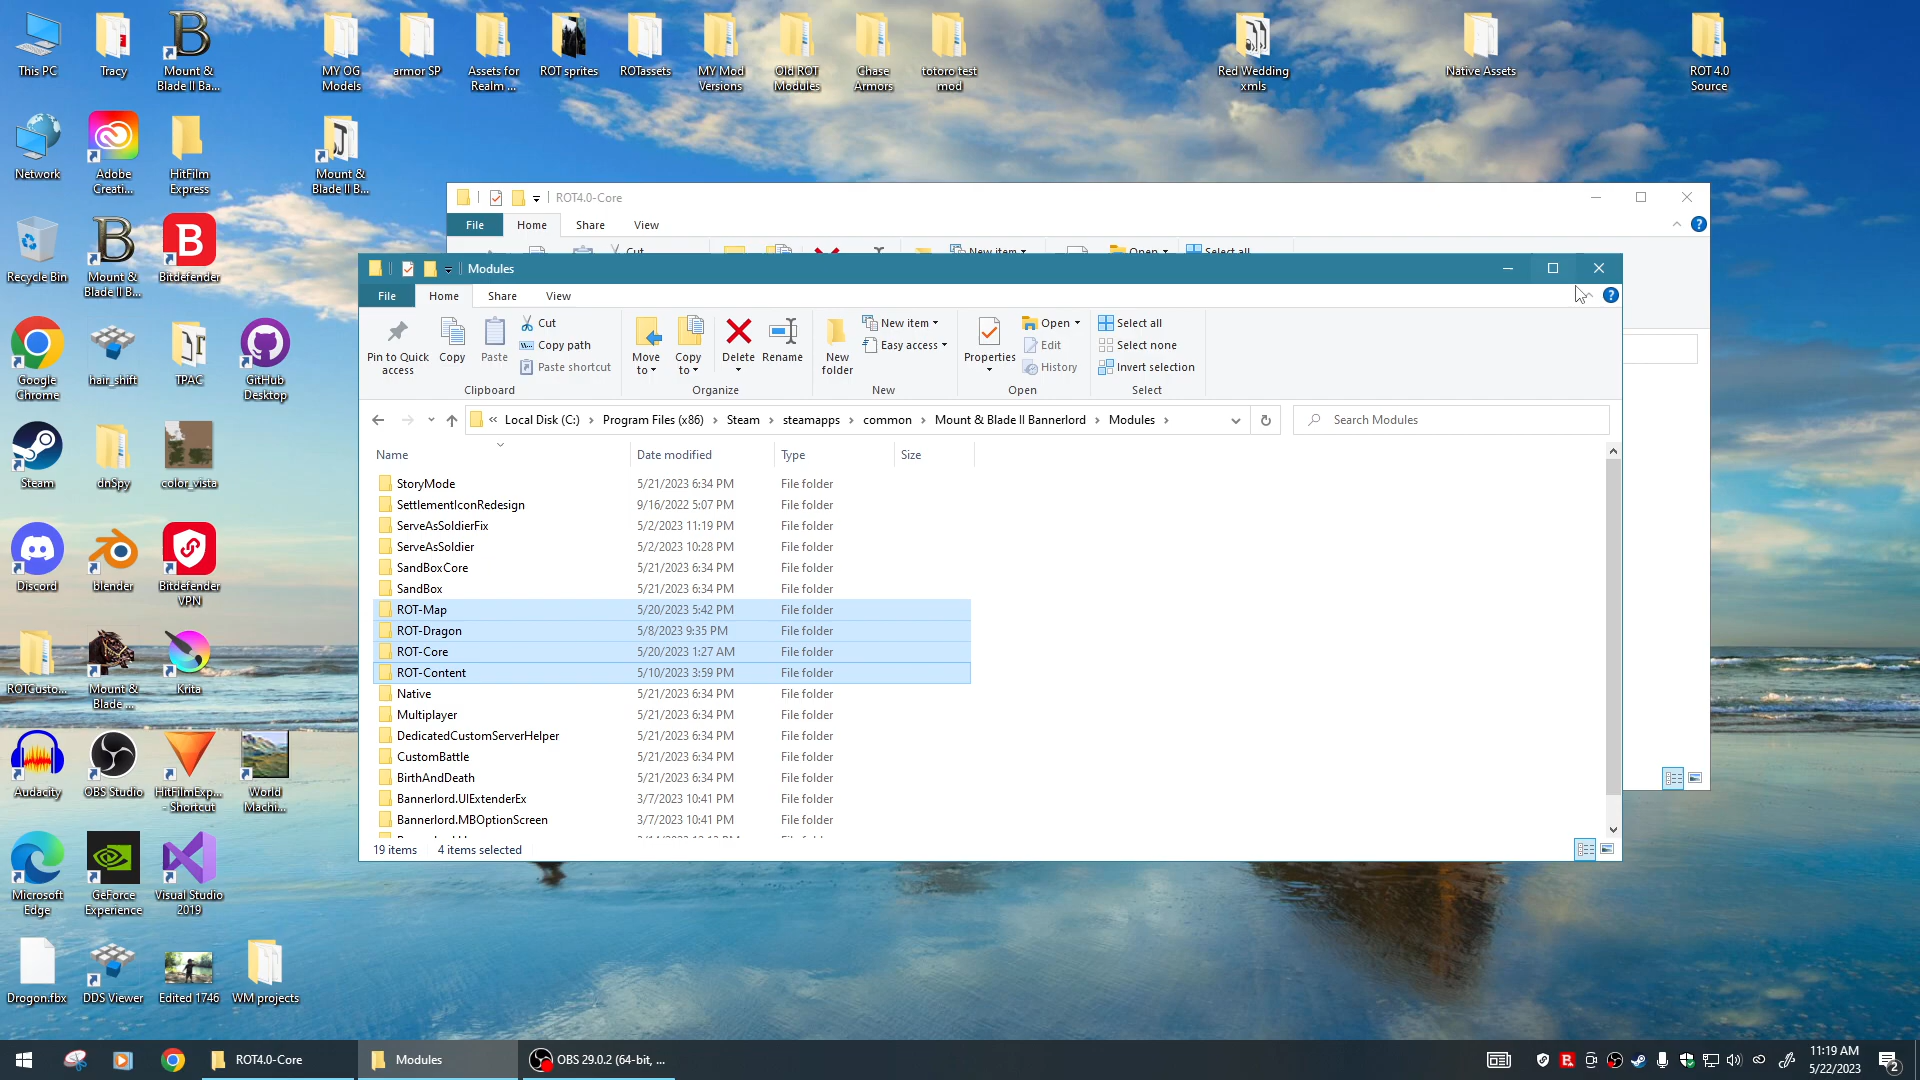 This PC
Tracy
Mount &
Blade II Ba...
MY OG
Models
armor SP
Assets for
Realm ...
ROT sprites
ROTassets
MY Mod
Versions
Old ROT
Modules
Chase
Armors
totoro test
mod
Red Wedding
xmls
Native Assets
ROT 4.0
Source
Network
Adobe
Creati...
HitFilm
Express
Mount &
Blade II B...
Recycle Bin
Mount &
Blade II B...
Bitdefender
Google
Chrome
hair_shift
TPAC
GitHub
Desktop
Steam
dnSpy
color_vista
Discord
blender
Bitdefender
VPN
ROTCusto...
Mount &
Blade ...
Krita
Audacity
OBS Studio
HitFilmExp...
- Shortcut
World
Machi...
Microsoft
Edge
GeForce
Experience
Visual Studio
2019
Drogon.fbx
DDS Viewer
Edited 1746
WM projects
ROT4.0-Core
File Home Share View
Cut New item Open Select all
Modules
File Home Share View
Pin to Quick
access
Copy
Paste
Cut
Copy path
Paste shortcut
Clipboard
Move
to
Copy
to
Delete
Rename
Organize
New
folder
New item
Easy access
New
Properties
Open
Edit
History
Open
Select all
Select none
Invert selection
Select
« Local Disk (C:) › Program Files (x86) › Steam › steamapps › common › Mount & Blade II Bannerlord › Modules ›
Search Modules
Name Date modified Type Size
StoryMode 5/21/2023 6:34 PM File folder
SettlementIconRedesign 9/16/2022 5:07 PM File folder
ServeAsSoldierFix 5/2/2023 11:19 PM File folder
ServeAsSoldier 5/2/2023 10:28 PM File folder
SandBoxCore 5/21/2023 6:34 PM File folder
SandBox 5/21/2023 6:34 PM File folder
ROT-Map 5/20/2023 5:42 PM File folder
ROT-Dragon 5/8/2023 9:35 PM File folder
ROT-Core 5/20/2023 1:27 AM File folder
ROT-Content 5/10/2023 3:59 PM File folder
Native 5/21/2023 6:34 PM File folder
Multiplayer 5/21/2023 6:34 PM File folder
DedicatedCustomServerHelper 5/21/2023 6:34 PM File folder
CustomBattle 5/21/2023 6:34 PM File folder
BirthAndDeath 5/21/2023 6:34 PM File folder
Bannerlord.UIExtenderEx 3/7/2023 10:41 PM File folder
Bannerlord.MBOptionScreen 3/7/2023 10:41 PM File folder
19 items 4 items selected
ROT4.0-Core
Modules
OBS 29.0.2 (64-bit, ...
11:19 AM
5/22/2023
2